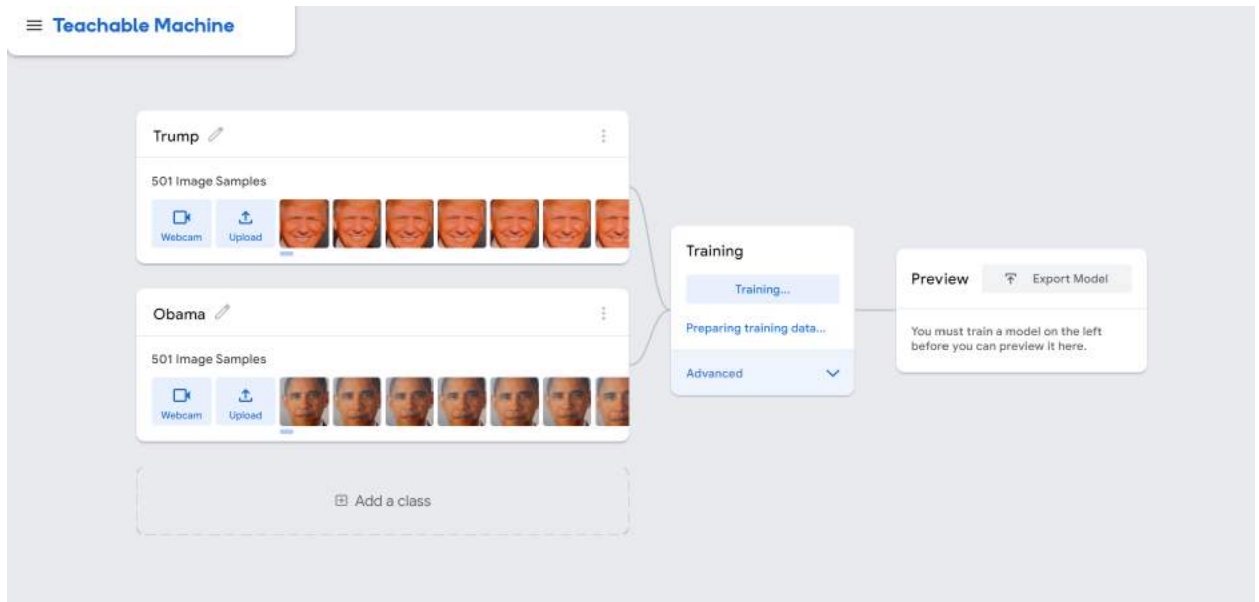 Teachable Machine
Trump
501 Image Samples
Webcam
Upload
Obama
501 Image Samples
Webcam
Upload
Add a class
Training
Training...
Preparing training data...
Advanced
Preview
Export Model
You must train a model on the left
before you can preview it here.